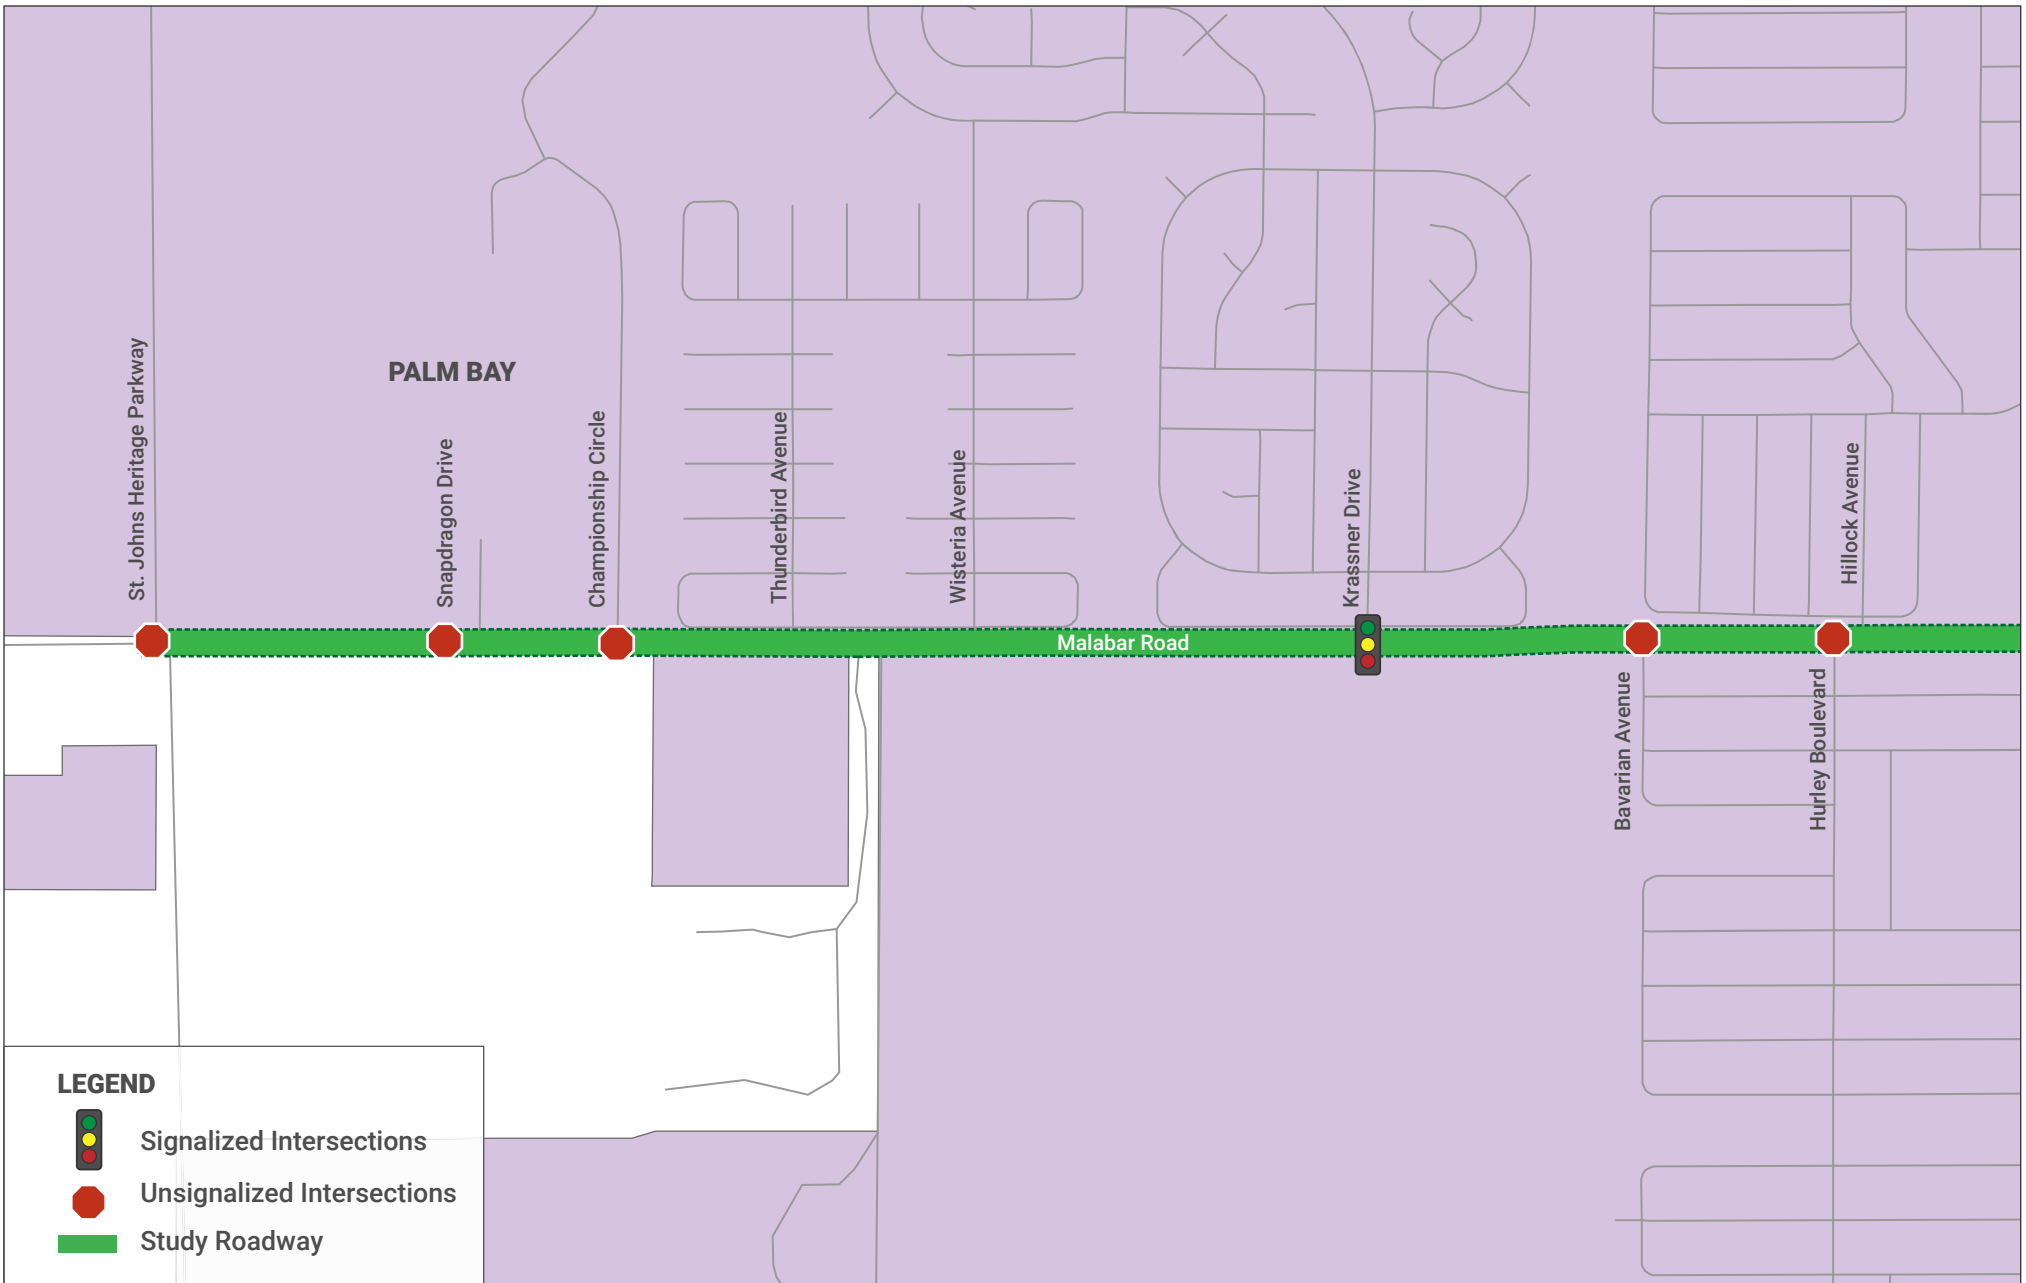 St. Johns Heritage Parkway
PALM BAY
Snapdragon Drive
Championship Circle
Thunderbird Avenue
Wisteria Avenue
Krassner Drive
Hillock Avenue
Malabar Road
Bavarian Avenue
Hurley Boulevard
LEGEND
Signalized Intersections
Unsignalized Intersections
Study Roadway